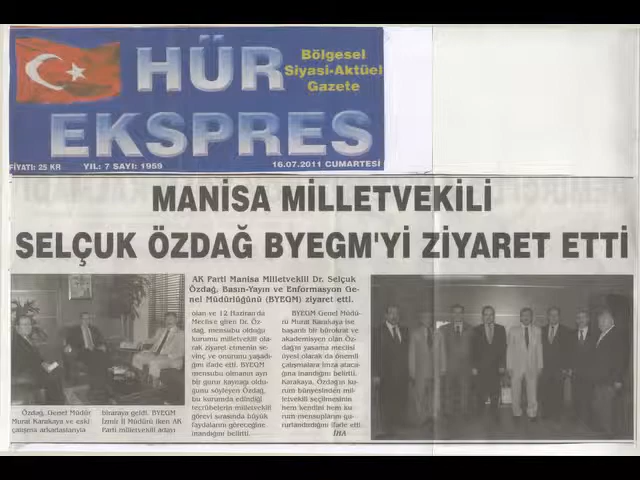 HÜR
EKSPRES
Bölgesel
Siyasi-Aktüel
Gazete
FİYATI: 25 KR
YIL: 7 SAYI: 1959
16.07.2011 CUMARTESİ
MANİSA MİLLETVEKİLİ
SELÇUK ÖZDAĞ BYEGM'Yİ ZİYARET ETTİ
AK Parti Manisa Milletvekili Dr. Selçuk
Özdağ, Basın-Yayın ve Enformasyon Ge-
nel Müdürlüğünü (BYEGM) ziyaret etti.
Özdağ, Genel Müdür
Murat Karakaya ve eski
çalışma arkadaşlarıyla
biraraya geldi. BYEGM
İzmir İl Müdürü iken AK
Parti milletvekili adayı
olan ve 12 Haziran'da
Meclis'e giren Dr. Öz-
dağ, mensubu olduğu
kurumu milletvekili ola-
rak ziyaret etmenin se-
vinç ve onurunu yaşadı-
ğını ifade etti. BYEGM
mensubu olmanın ayrı
bir gurur kaynağı oldu-
ğunu söyleyen Özdağ,
bu kurumda edindiği
tecrübelerin milletvekili
görevi sırasında büyük
faydalarını göreceğine
inandığını belirtti.
BYEGM Genel Müdü-
rü Murat Karakaya ise
başarılı bir bürokrat ve
akademisyen olan Öz-
dağ'ın yasama meclisi
üyesi olarak da önemli
çalışmalara imza ataca-
ğına inandığını belirtti.
Karakaya, Özdağ'ın ku-
rum bünyesinden mil-
letvekili seçilmesinin
hem kendini hem ku-
rum mensuplarını gu-
rurlandırdığını ifade etti.
İHA